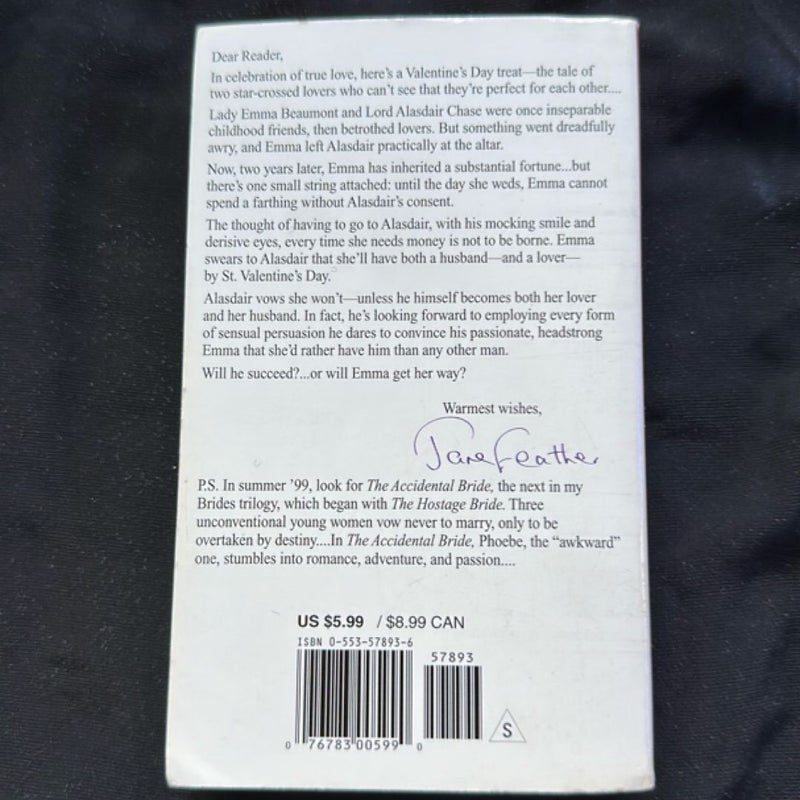 Dear Reader,
In celebration of true love, here's a Valentine's Day treat—the tale of
two star-crossed lovers who can't see that they're perfect for each other....
Lady Emma Beaumont and Lord Alasdair Chase were once inseparable
childhood friends, then betrothed lovers. But something went dreadfully
awry, and Emma left Alasdair practically at the altar.
Now, two years later, Emma has inherited a substantial fortune...but
there's one small string attached: until the day she weds, Emma cannot
spend a farthing without Alasdair's consent.
The thought of having to go to Alasdair, with his mocking smile and
derisive eyes, every time she needs money is not to be borne. Emma
swears to Alasdair that she'll have both a husband—and a lover—
by St. Valentine's Day.
Alasdair vows she won't—unless he himself becomes both her lover
and her husband. In fact, he's looking forward to employing every form
of sensual persuasion he dares to convince his passionate, headstrong
Emma that she'd rather have him than any other man.
Will he succeed?...or will Emma get her way?
Warmest wishes,
Jane Feather
P.S. In summer '99, look for The Accidental Bride, the next in my
Brides trilogy, which began with The Hostage Bride. Three
unconventional young women vow never to marry, only to be
overtaken by destiny....In The Accidental Bride, Phoebe, the "awkward"
one, stumbles into romance, adventure, and passion....
US $5.99 / $8.99 CAN
ISBN 0-553-57893-6
57893
0 76783 00599 0
S